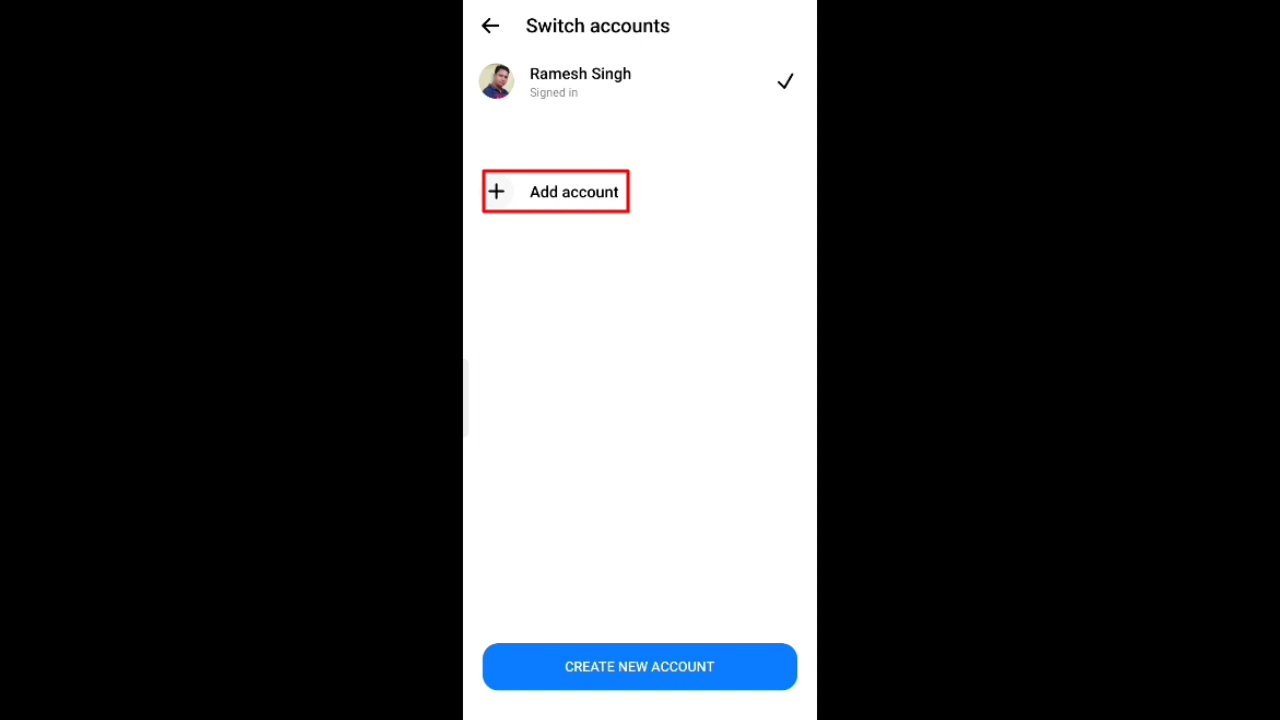 Switch accounts
Ramesh Singh
Signed in
Add account
CREATE NEW ACCOUNT